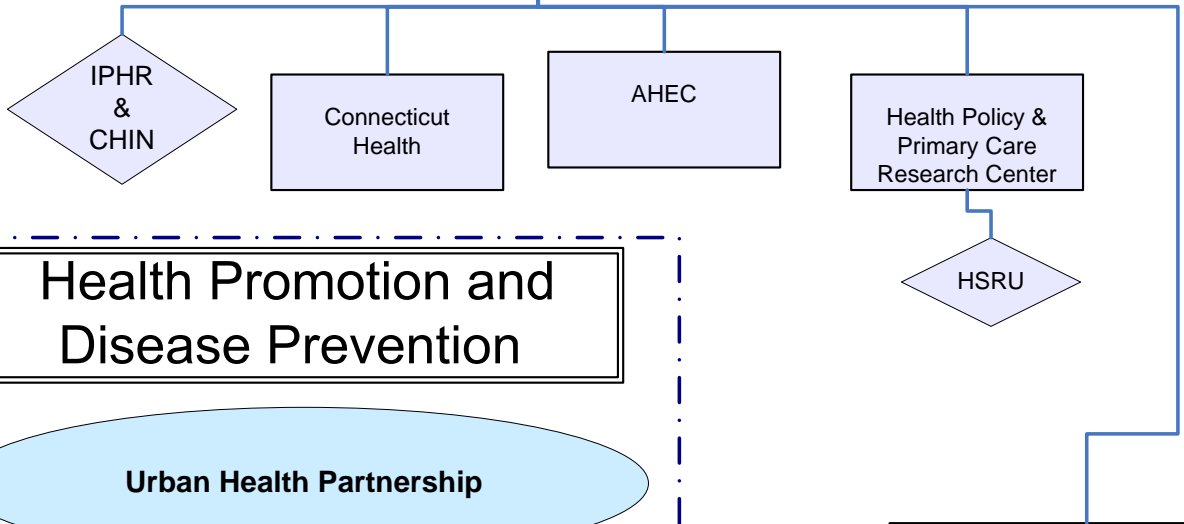 IPHR
&
CHIN
Connecticut
Health
AHEC
Health Policy &
Primary Care
Research Center
HSRU
Health Promotion and
Disease Prevention
Urban Health Partnership